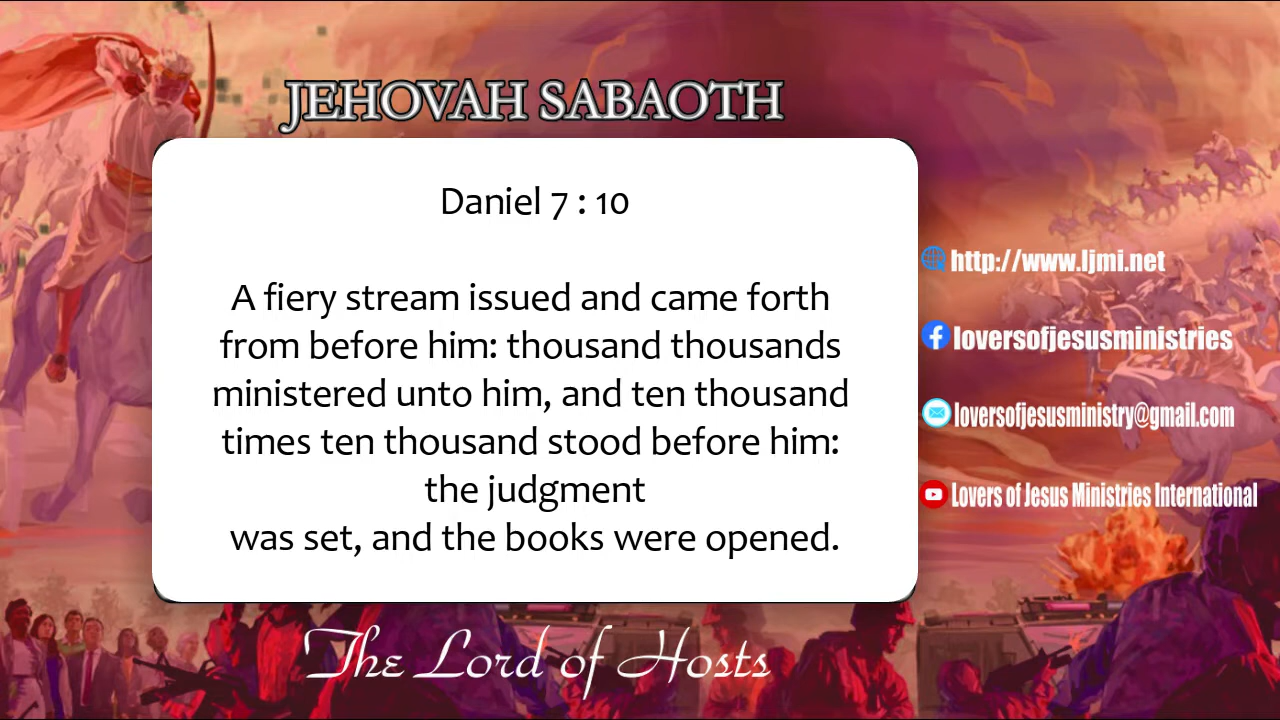 JEHOVAH SABAOTH
Daniel 7 : 10
A fiery stream issued and came forth
from before him: thousand thousands
ministered unto him, and ten thousand
times ten thousand stood before him:
the judgment
was set, and the books were opened.
http://www.ljmi.net
loversofjesusministries
loversofjesusministry@gmail.com
Lovers of Jesus Ministries International
The Lord of Hosts